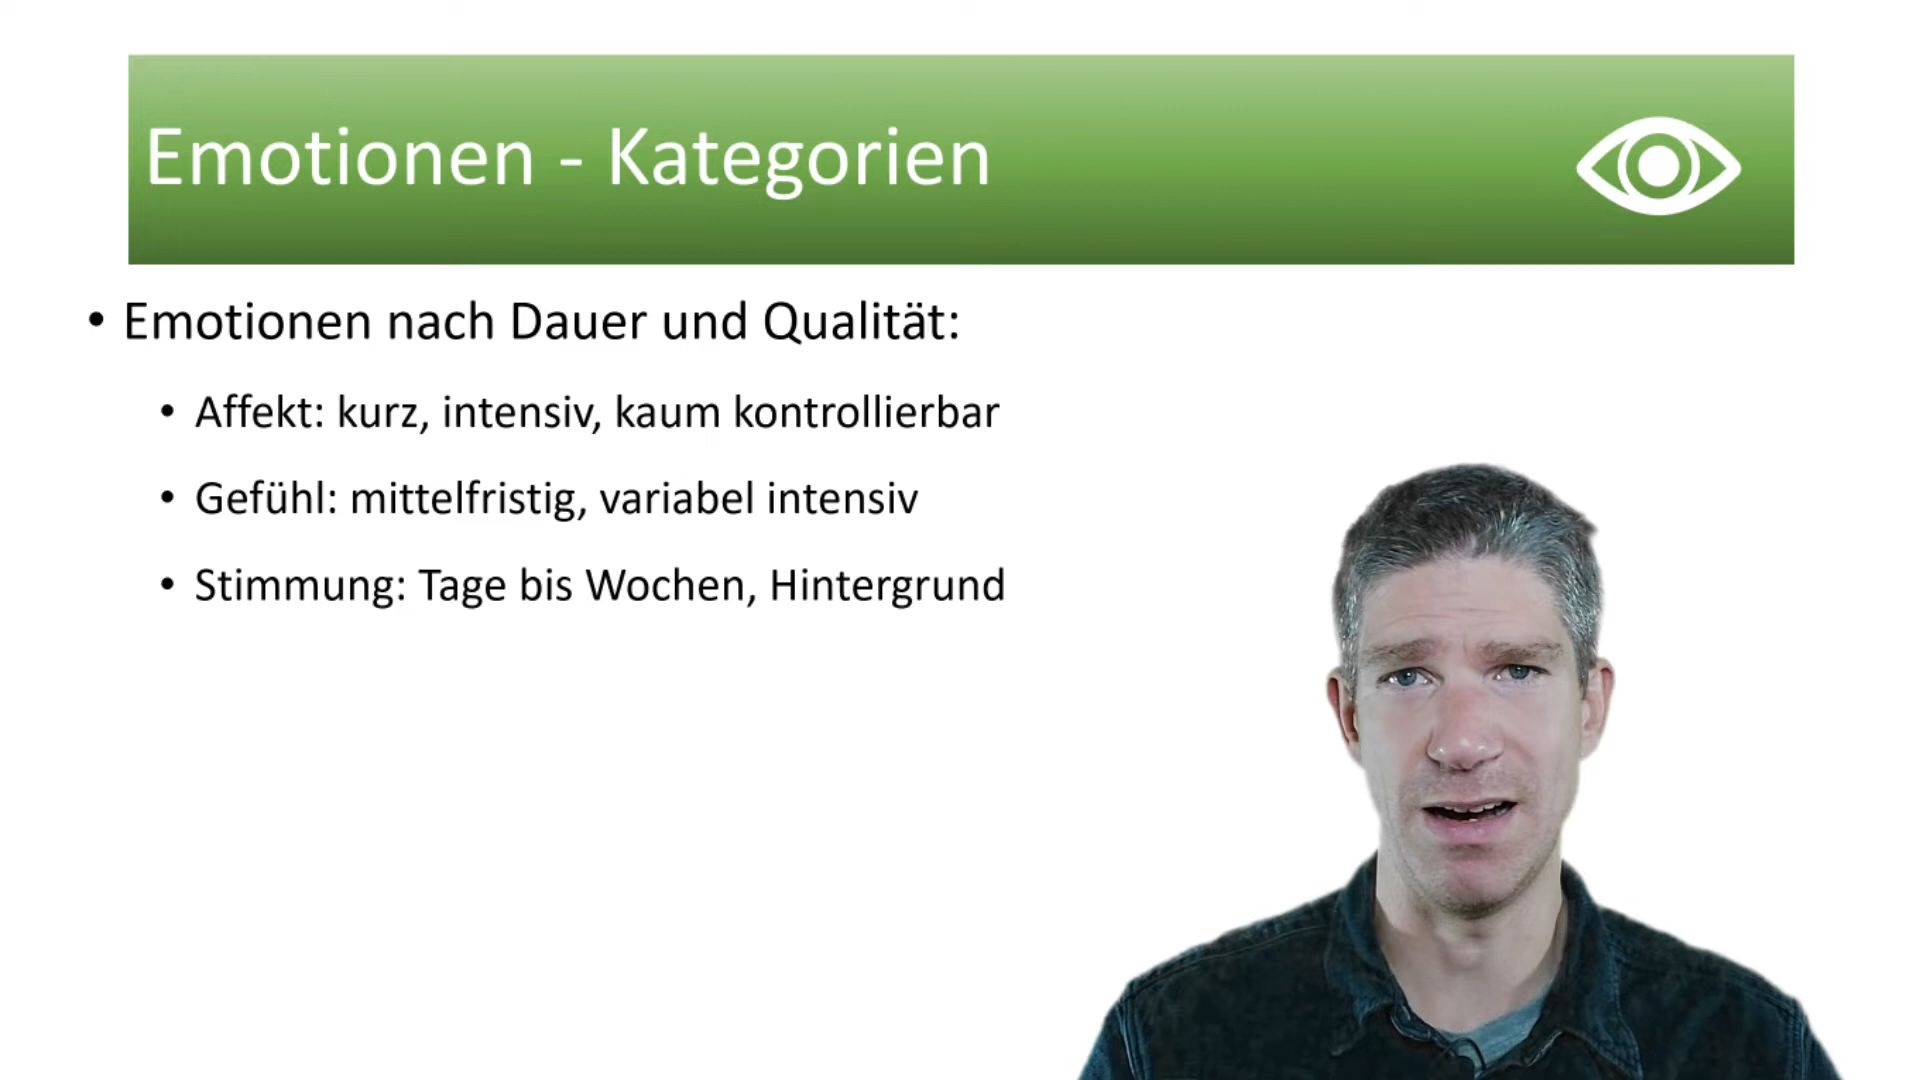 Emotionen - Kategorien
• Emotionen nach Dauer und Qualität:
• Affekt: kurz, intensiv, kaum kontrollierbar
• Gefühl: mittelfristig, variabel intensiv
• Stimmung: Tage bis Wochen, Hintergrund